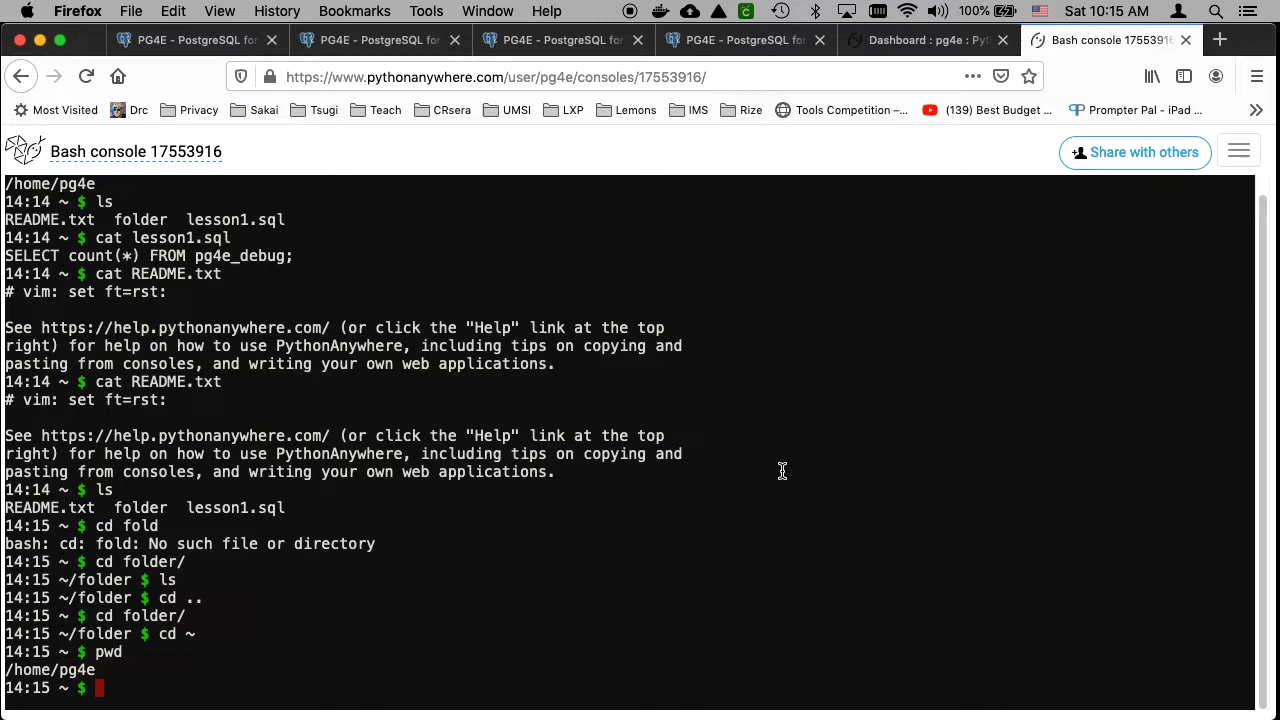 Firefox File Edit View History Bookmarks Tools Window Help 100% Sat 10:15 AM
PG4E - PostgreSQL for PG4E - PostgreSQL for PG4E - PostgreSQL for PG4E - PostgreSQL for Dashboard : pg4e : Pyth Bash console 17553916
https://www.pythonanywhere.com/user/pg4e/consoles/17553916/
Most Visited Drc Privacy Sakai Tsugi Teach CRsera UMSI LXP Lemons IMS Rize Tools Competition –... (139) Best Budget ... Prompter Pal - iPad ...
Bash console 17553916 Share with others
/home/pg4e
14:14 ~ $ ls
README.txt  folder  lesson1.sql
14:14 ~ $ cat lesson1.sql
SELECT count(*) FROM pg4e_debug;
14:14 ~ $ cat README.txt
# vim: set ft=rst:
See https://help.pythonanywhere.com/ (or click the "Help" link at the top
right) for help on how to use PythonAnywhere, including tips on copying and
pasting from consoles, and writing your own web applications.
14:14 ~ $ cat README.txt
# vim: set ft=rst:
See https://help.pythonanywhere.com/ (or click the "Help" link at the top
right) for help on how to use PythonAnywhere, including tips on copying and
pasting from consoles, and writing your own web applications.
14:14 ~ $ ls
README.txt  folder  lesson1.sql
14:15 ~ $ cd fold
bash: cd: fold: No such file or directory
14:15 ~ $ cd folder/
14:15 ~/folder $ ls
14:15 ~/folder $ cd ..
14:15 ~ $ cd folder/
14:15 ~/folder $ cd ~
14:15 ~ $ pwd
/home/pg4e
14:15 ~ $